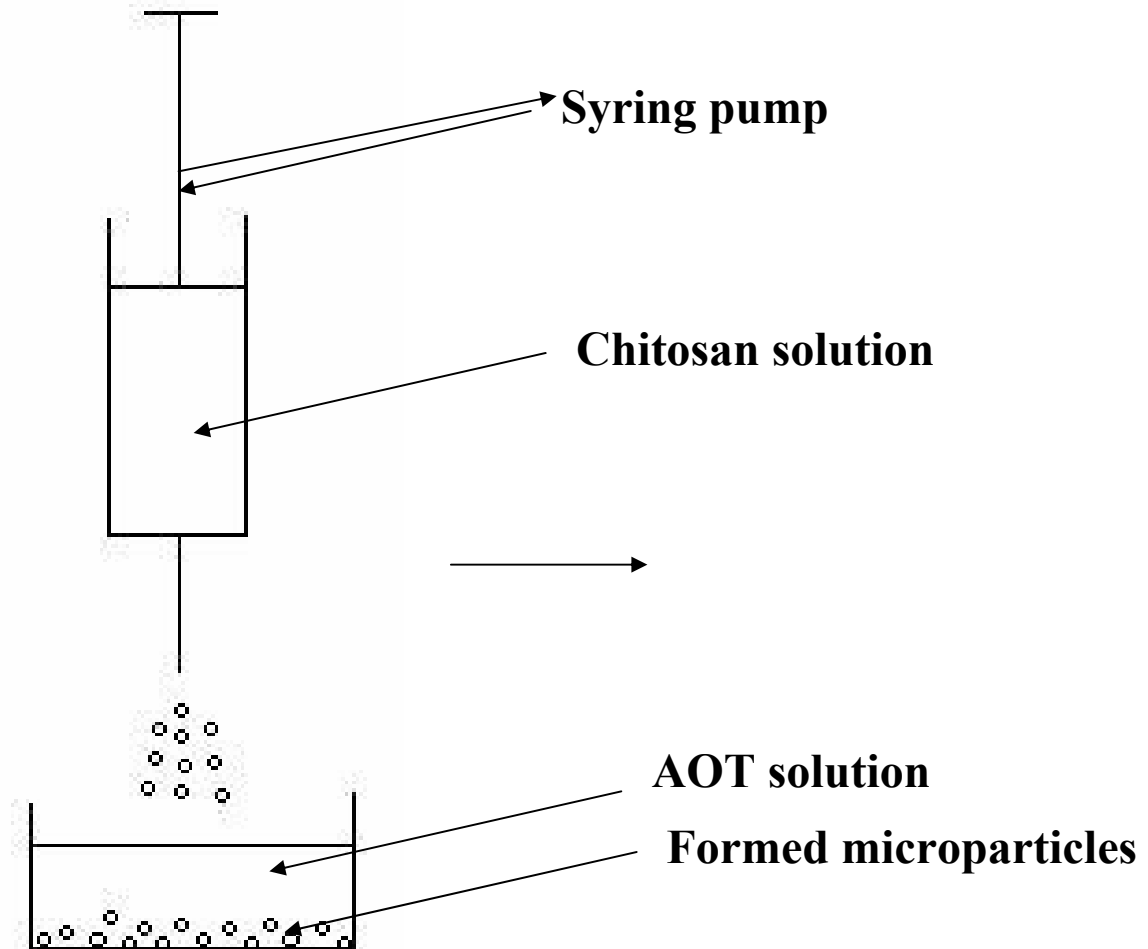 Syring pump
Chitosan solution
AOT solution
Formed microparticles